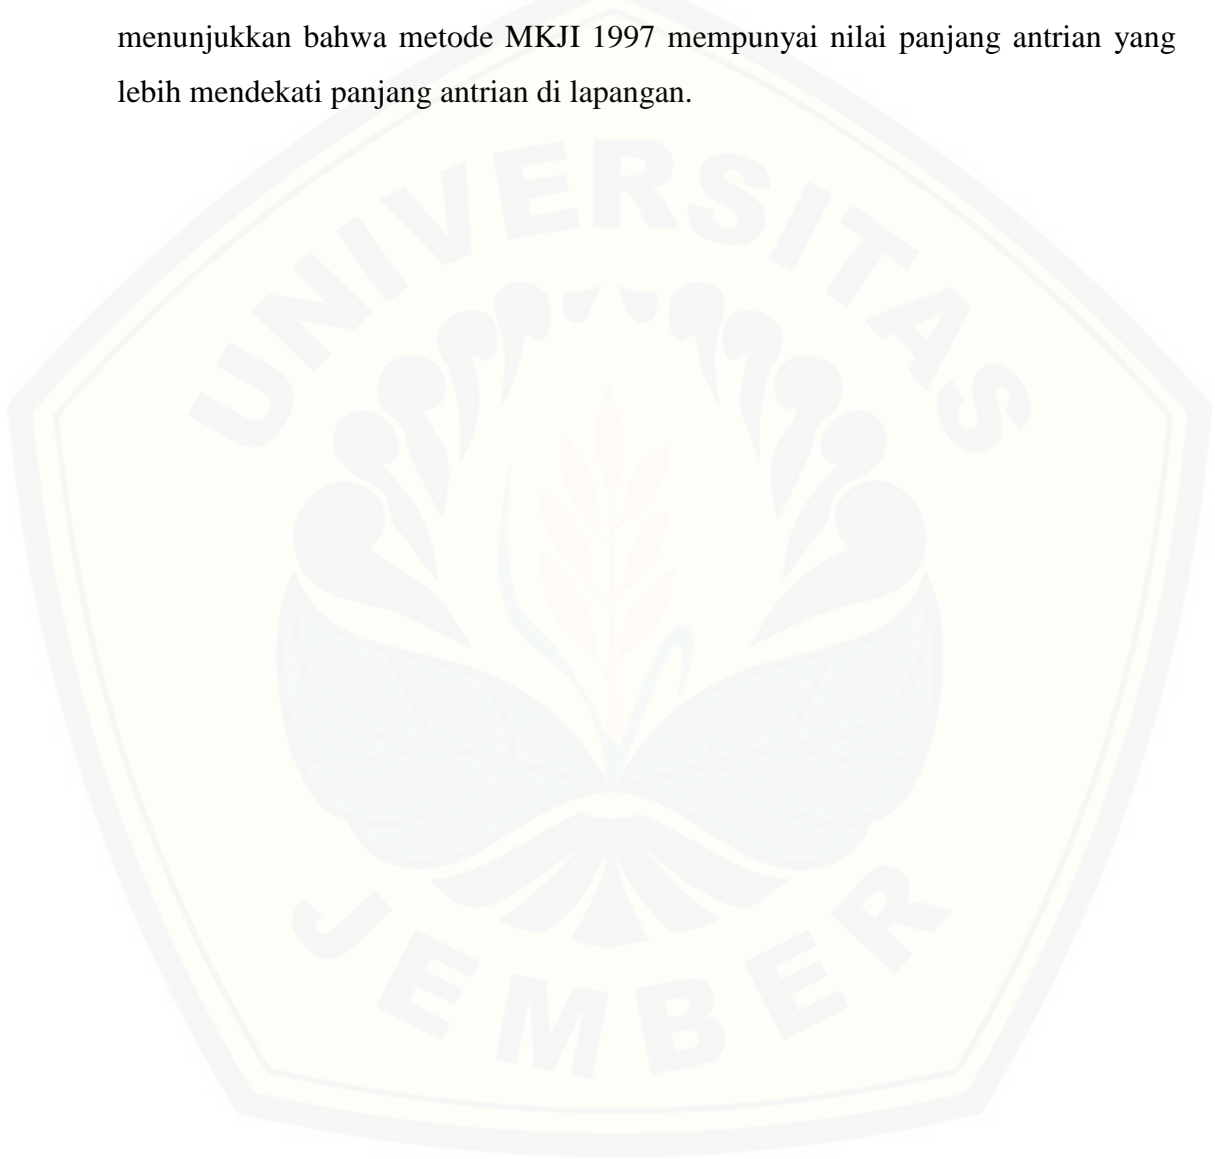 menunjukkan bahwa metode MKJI 1997 mempunyai nilai panjang antrian yang
lebih mendekati panjang antrian di lapangan.
UNIVERSITAS
JEMBER